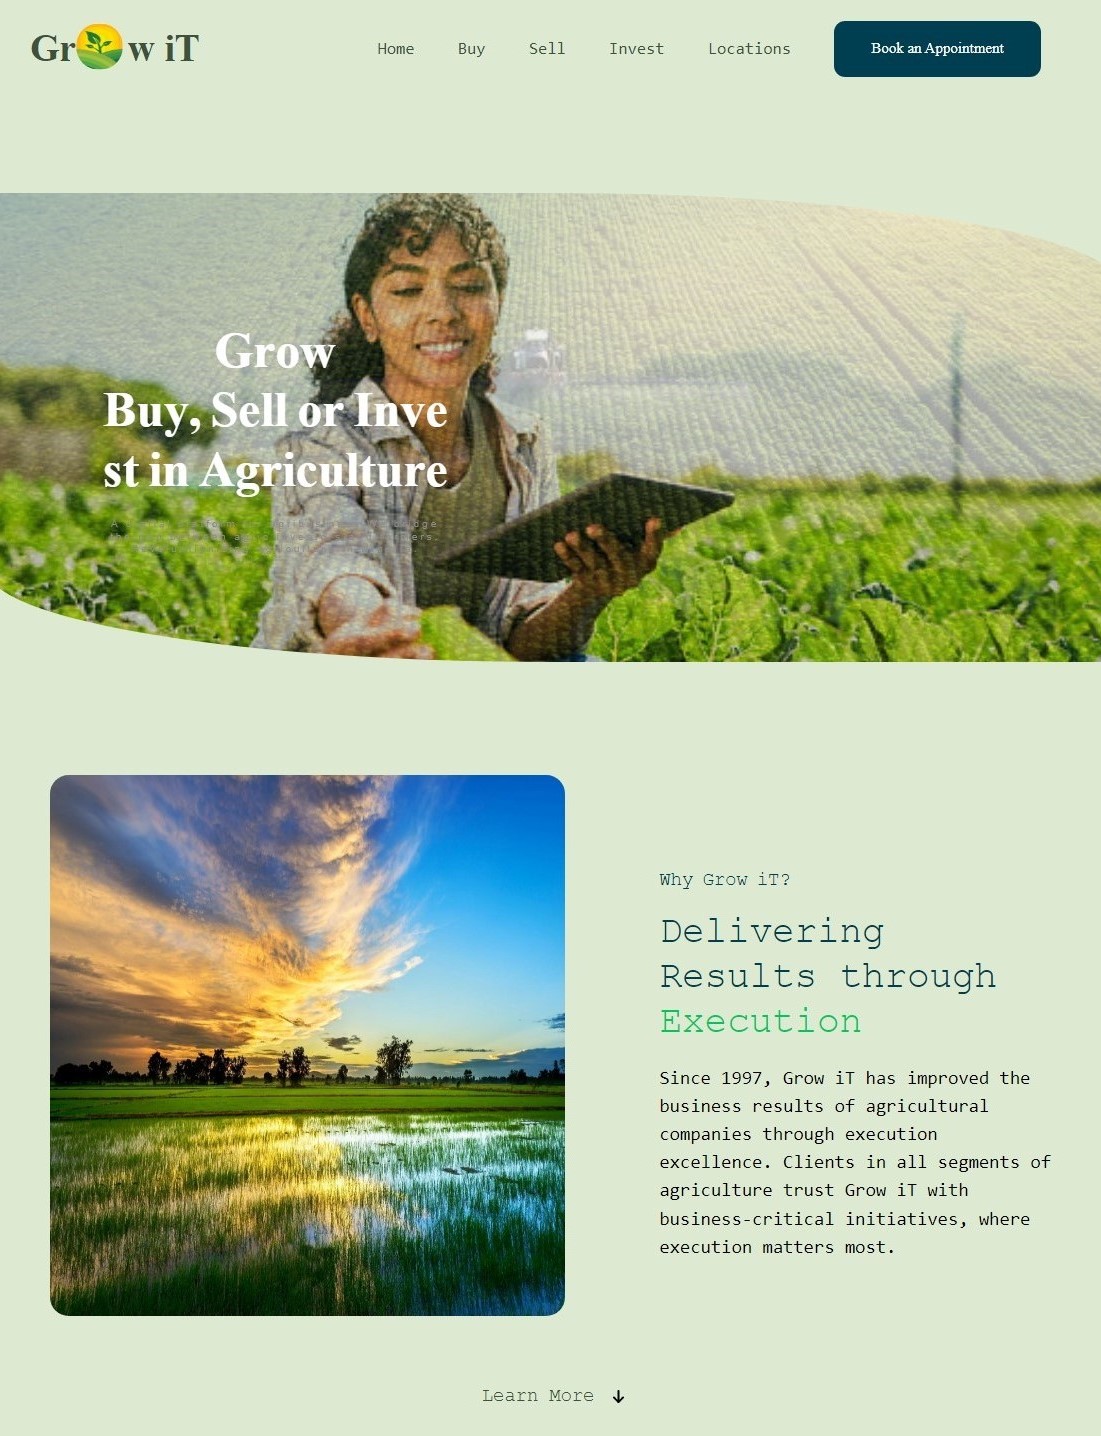 Grow iT
Home Buy Sell Invest Locations Book an Appointment
Grow
Buy, Sell or Inve
st in Agriculture
Why Grow iT?
Delivering
Results through
Execution
Since 1997, Grow iT has improved the
business results of agricultural
companies through execution
excellence. Clients in all segments of
agriculture trust Grow iT with
business-critical initiatives, where
execution matters most.
Learn More